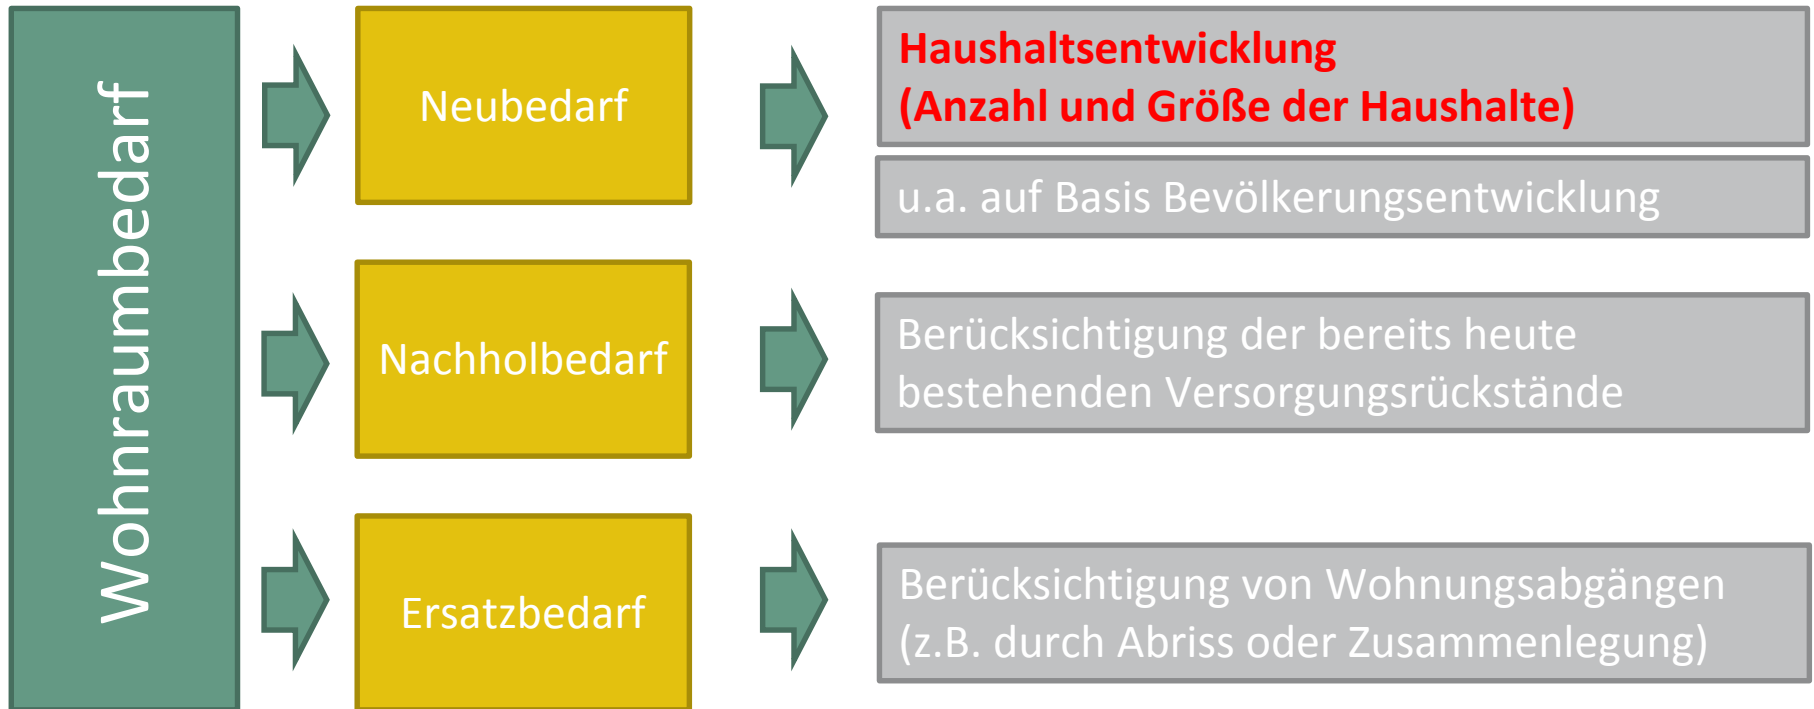 Wohnraumbedarf
Neubedarf
Haushaltsentwicklung
(Anzahl und Größe der Haushalte)
u.a. auf Basis Bevölkerungsentwicklung
Nachholbedarf
Berücksichtigung der bereits heute
bestehenden Versorgungsrückstände
Ersatzbedarf
Berücksichtigung von Wohnungsabgängen
(z.B. durch Abriss oder Zusammenlegung)